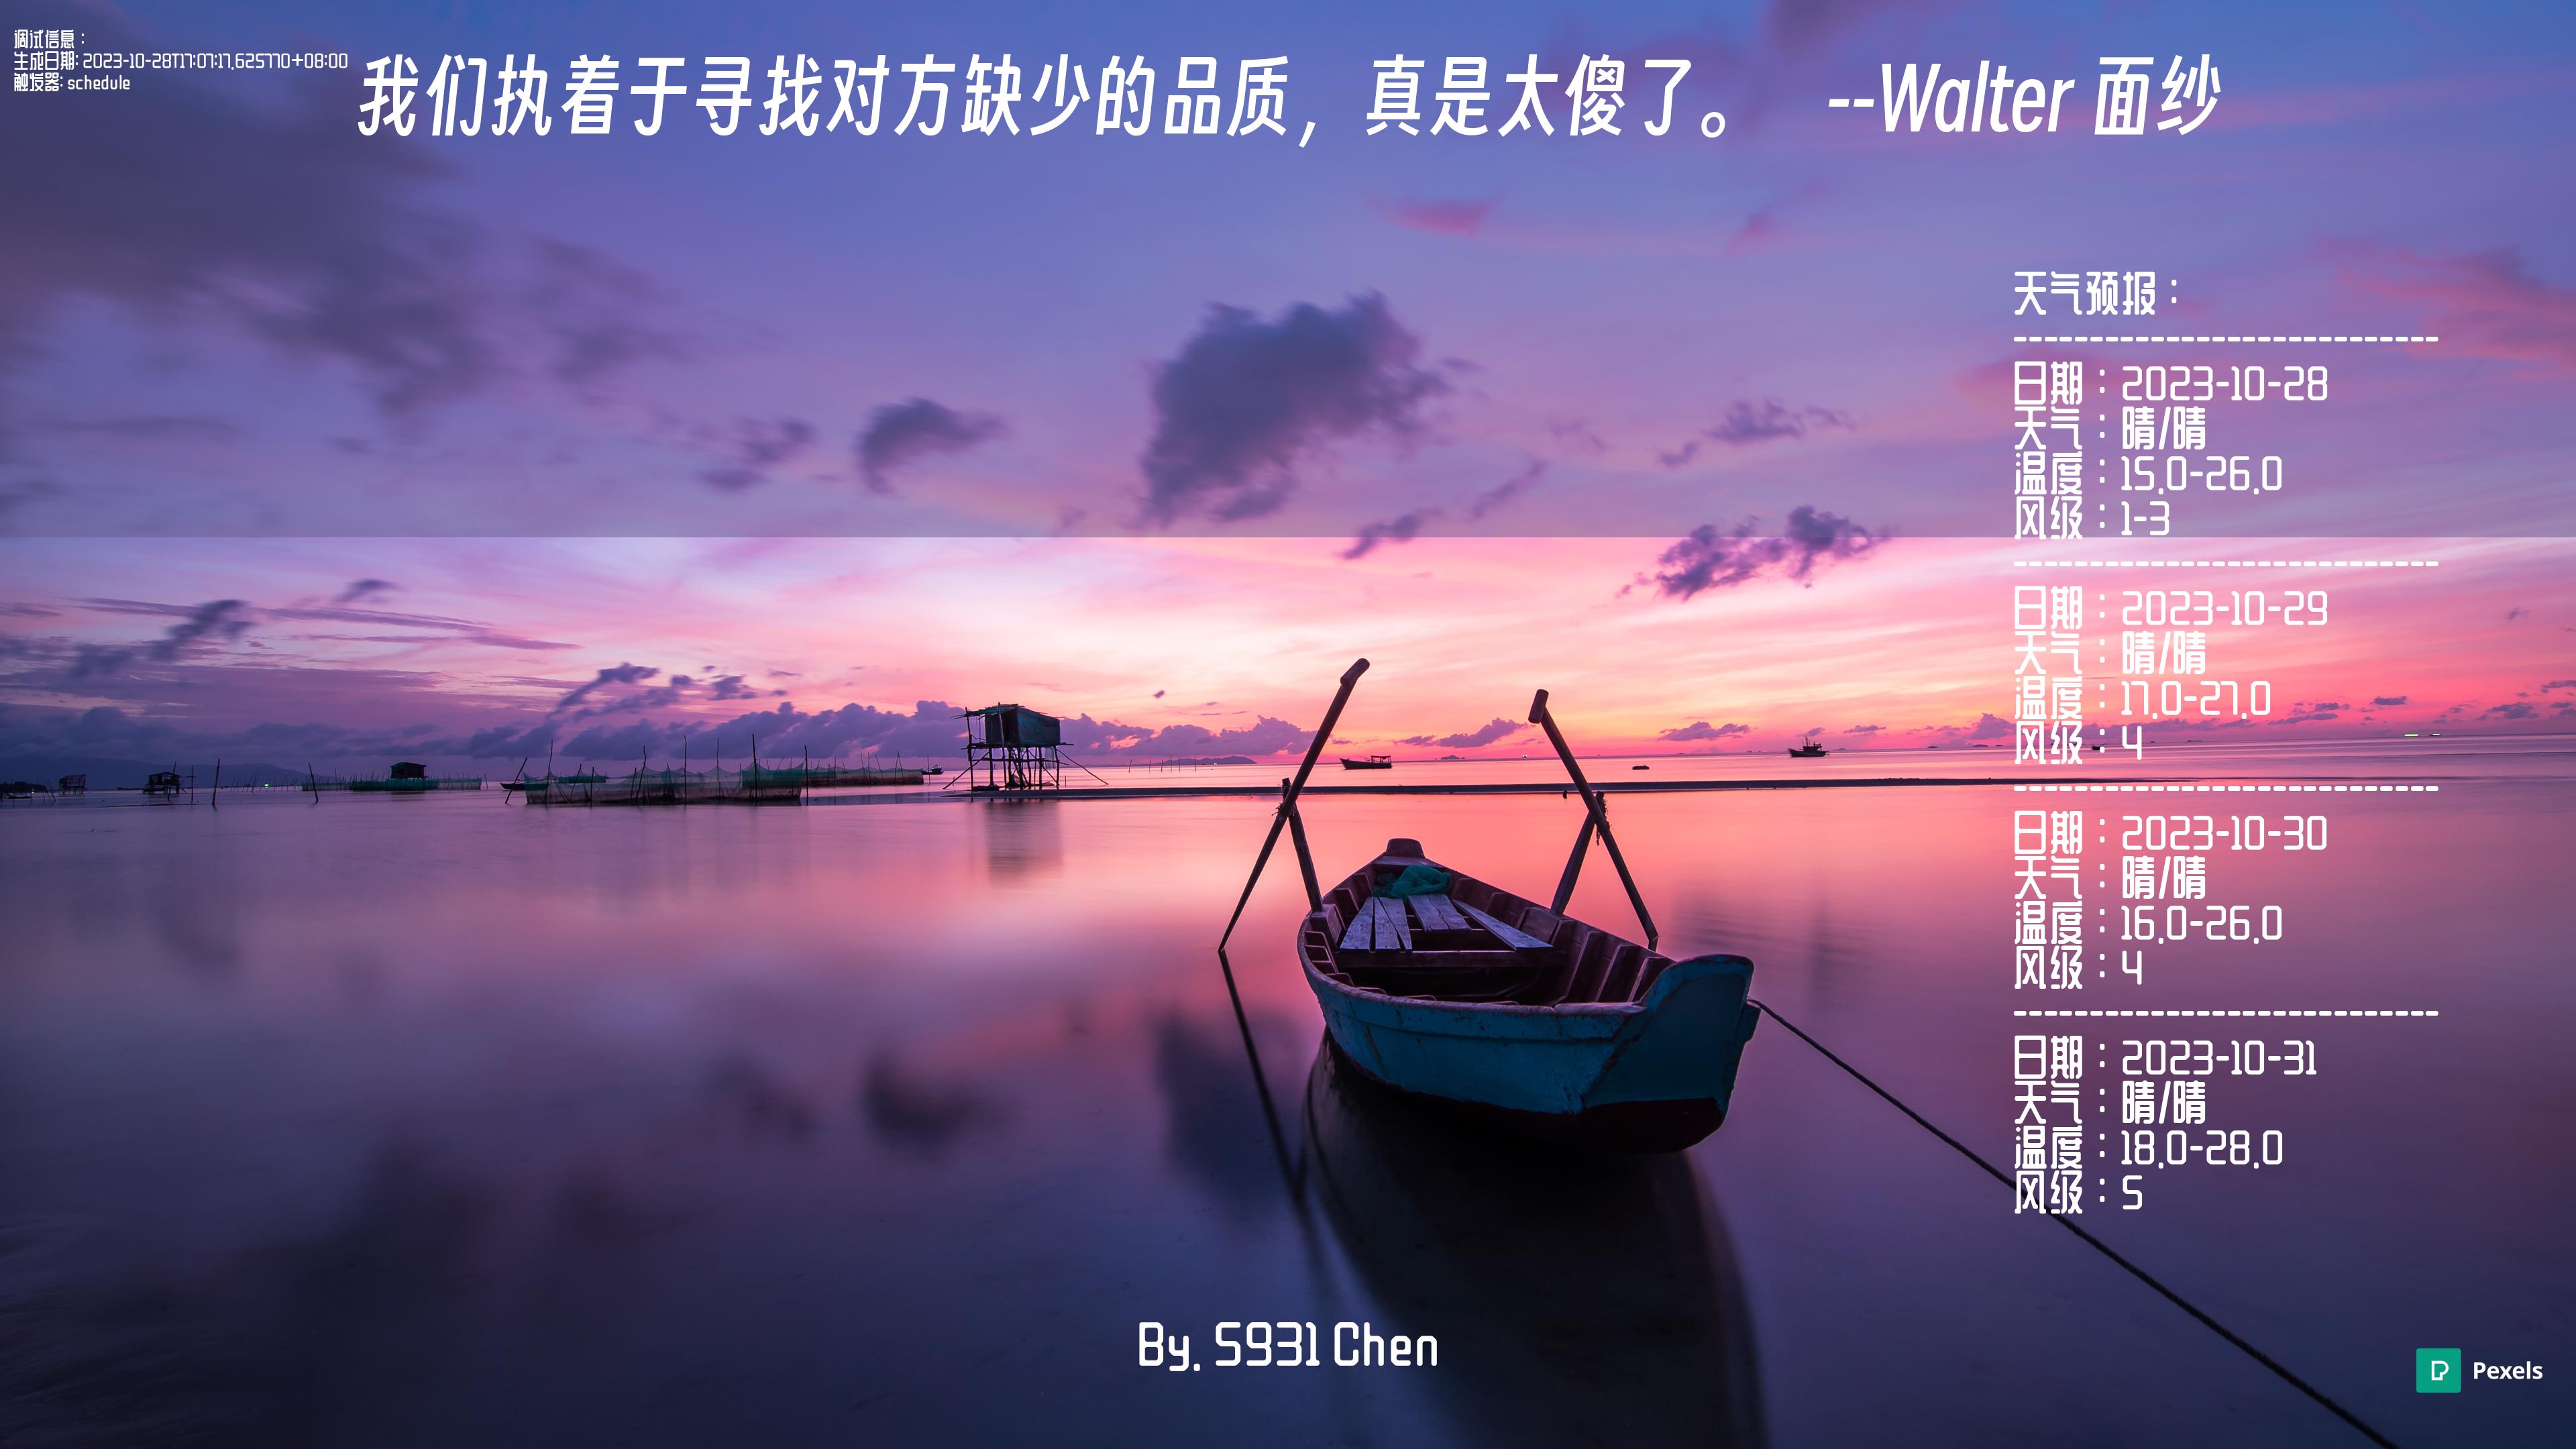 调试信息：
生成日期: 2023-10-28T17:07:17.625770+08:00
触发器: schedule
我们执着于寻找对方缺少的品质，真是太傻了。 --Walter 面纱
天气预报：
----------------------------
日期：2023-10-28
天气：晴/晴
温度：15.0-26.0
风级：1-3
----------------------------
日期：2023-10-29
天气：晴/晴
温度：17.0-27.0
风级：4
----------------------------
日期：2023-10-30
天气：晴/晴
温度：16.0-26.0
风级：4
----------------------------
日期：2023-10-31
天气：晴/晴
温度：18.0-28.0
风级：5
By. S931 Chen
Pexels